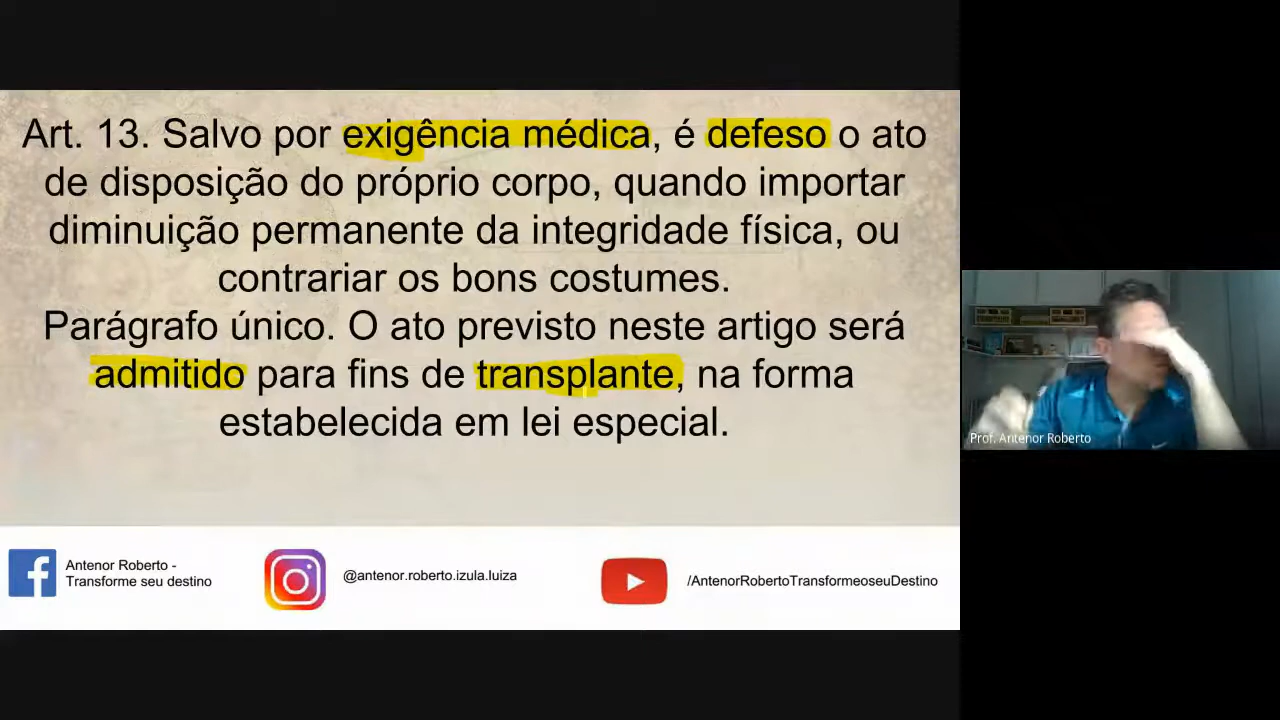 Art. 13. Salvo por exigência médica, é defeso o ato
de disposição do próprio corpo, quando importar
diminuição permanente da integridade física, ou
contrariar os bons costumes.
Parágrafo único. O ato previsto neste artigo será
admitido para fins de transplante, na forma
estabelecida em lei especial.
Prof. Antenor Roberto
Antenor Roberto -
Transforme seu destino
@antenor.roberto.izula.luiza
/AntenorRobertoTransformeoseuDestino